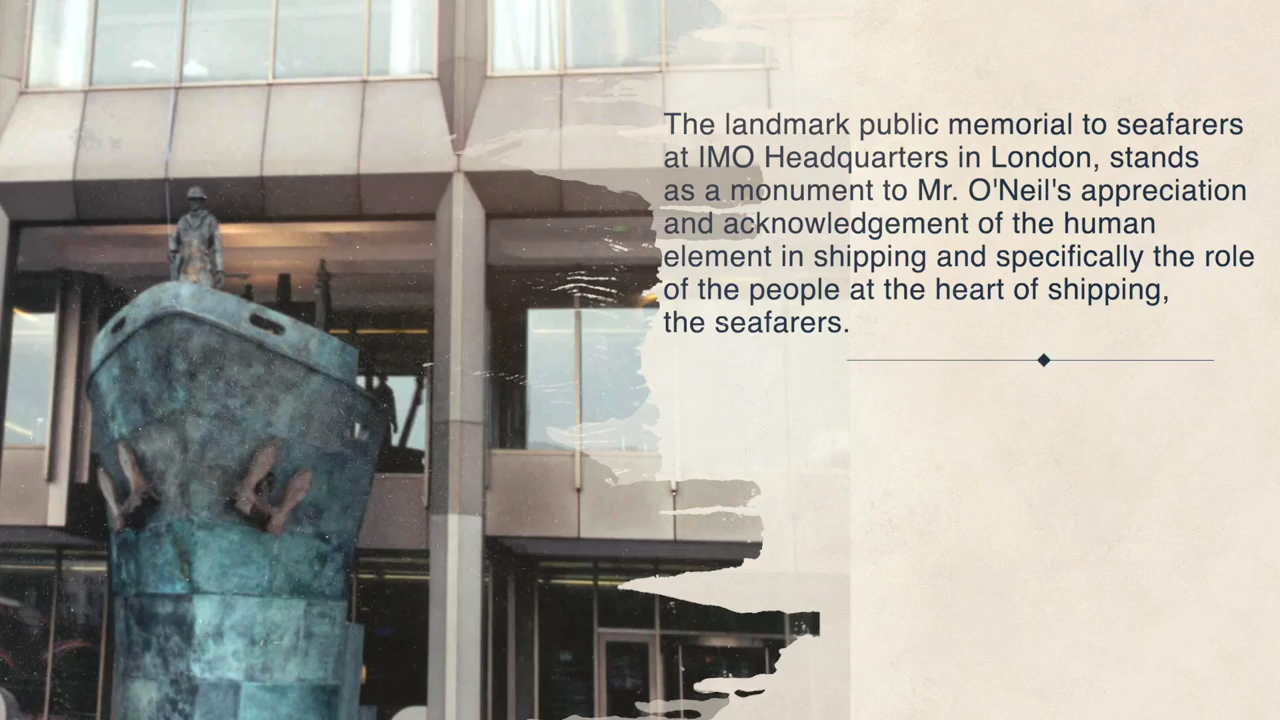 The landmark public memorial to seafarers
at IMO Headquarters in London, stands
as a monument to Mr. O'Neil's appreciation
and acknowledgement of the human
element in shipping and specifically the role
of the people at the heart of shipping,
the seafarers.